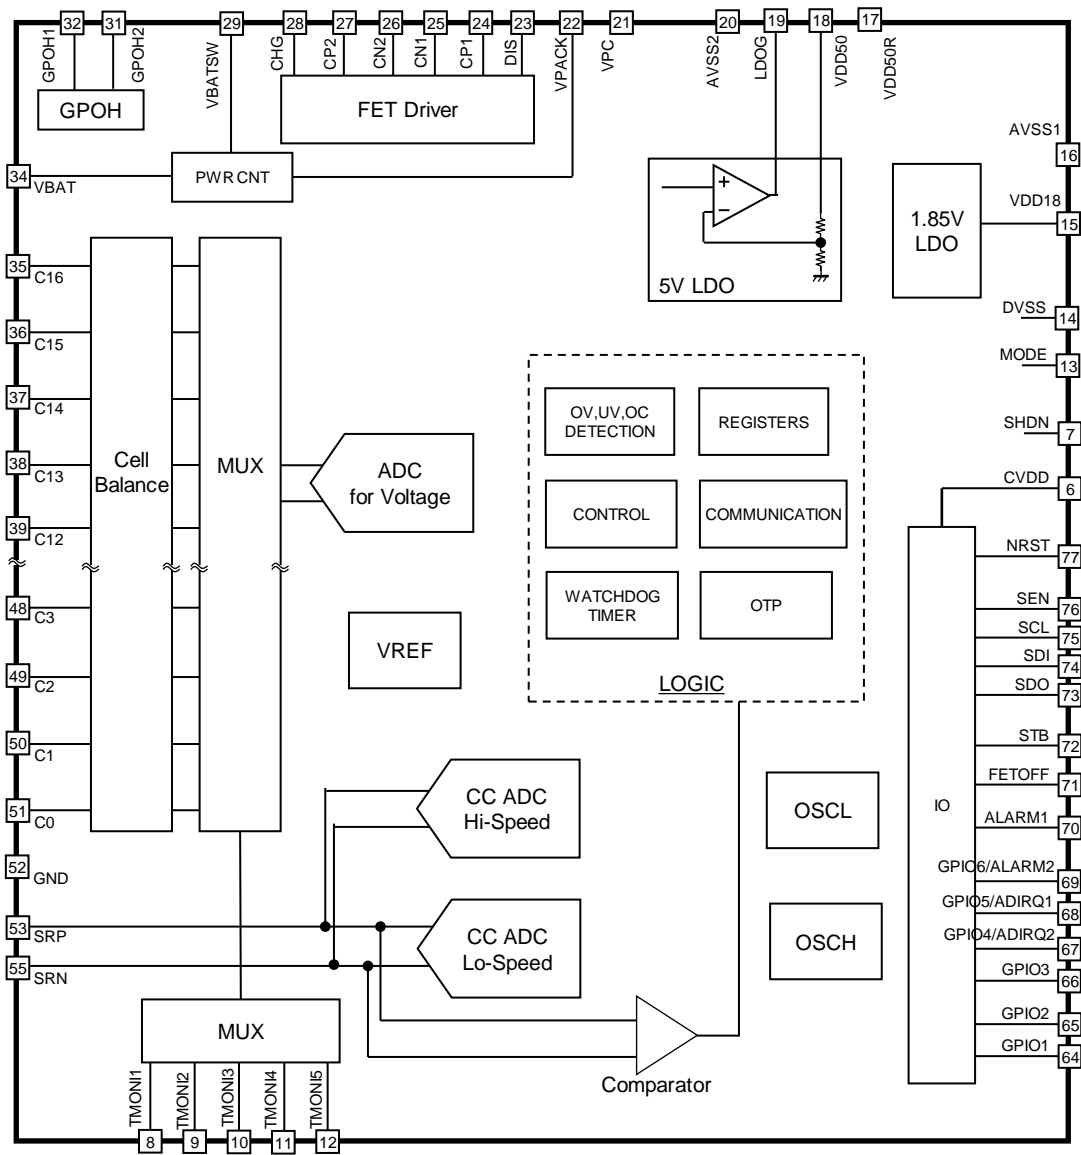 32
31
29
28
27
26
25
24
23
22
21
20
19
18
17
GPOH1
GPOH2
VBATSW
CHG
CP2
CN2
CN1
CP1
DIS
VPACK
VPC
AVSS2
LDOG
VDD50
VDD50R
GPOH
FET Driver
PWR CNT
34
VBAT
AVSS1
16
VDD18
15
1.85V
LDO
+
−
5V LDO
DVSS
14
MODE
13
SHDN
7
CVDD
6
35
C16
36
C15
37
C14
38
C13
39
C12
48
C3
49
C2
50
C1
51
C0
52
GND
53
SRP
55
SRN
Cell
Balance
MUX
ADC
for Voltage
VREF
OV,UV,OC
DETECTION
REGISTERS
CONTROL
COMMUNICATION
WATCHDOG
TIMER
OTP
LOGIC
CC ADC
Hi-Speed
CC ADC
Lo-Speed
OSCL
OSCH
Comparator
IO
NRST
77
SEN
76
SCL
75
SDI
74
SDO
73
STB
72
FETOFF
71
ALARM1
70
GPIO6/ALARM2
69
GPIO5/ADIRQ1
68
GPIO4/ADIRQ2
67
GPIO3
66
GPIO2
65
GPIO1
64
MUX
TMONI1
TMONI2
TMONI3
TMONI4
TMONI5
8
9
10
11
12